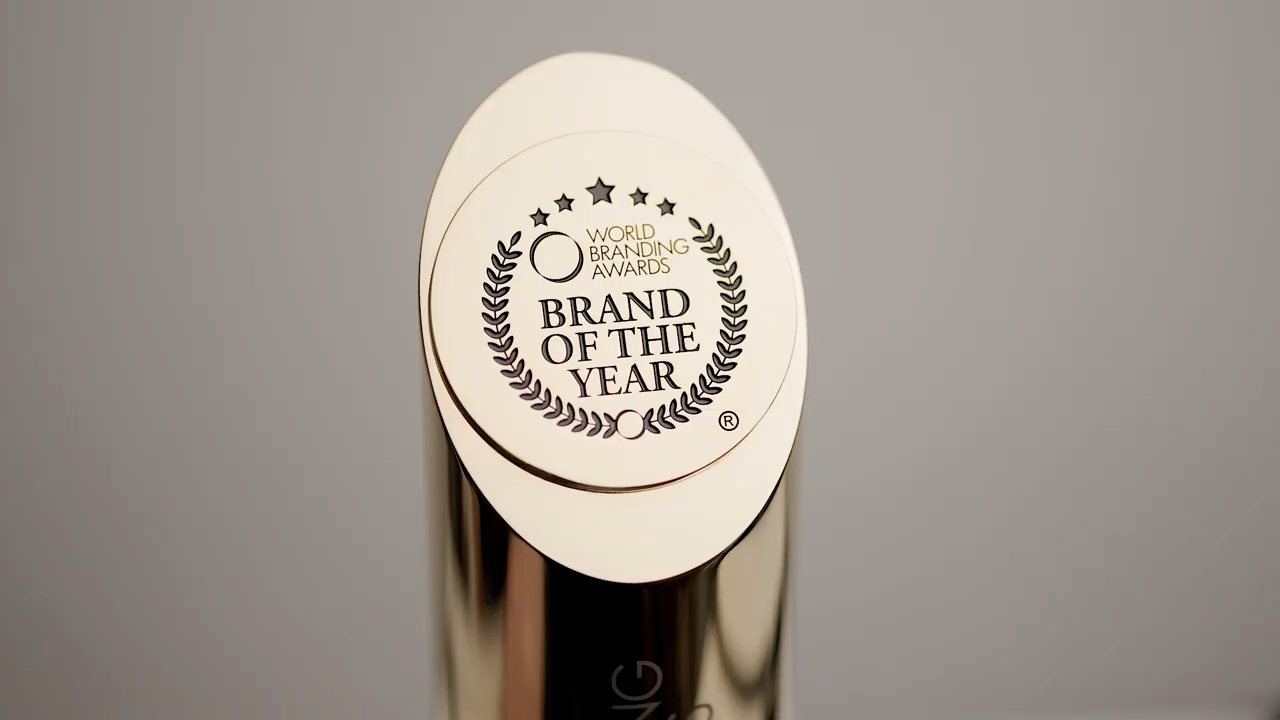 WORLD
BRANDING
AWARDS
BRAND
OF THE
YEAR
®